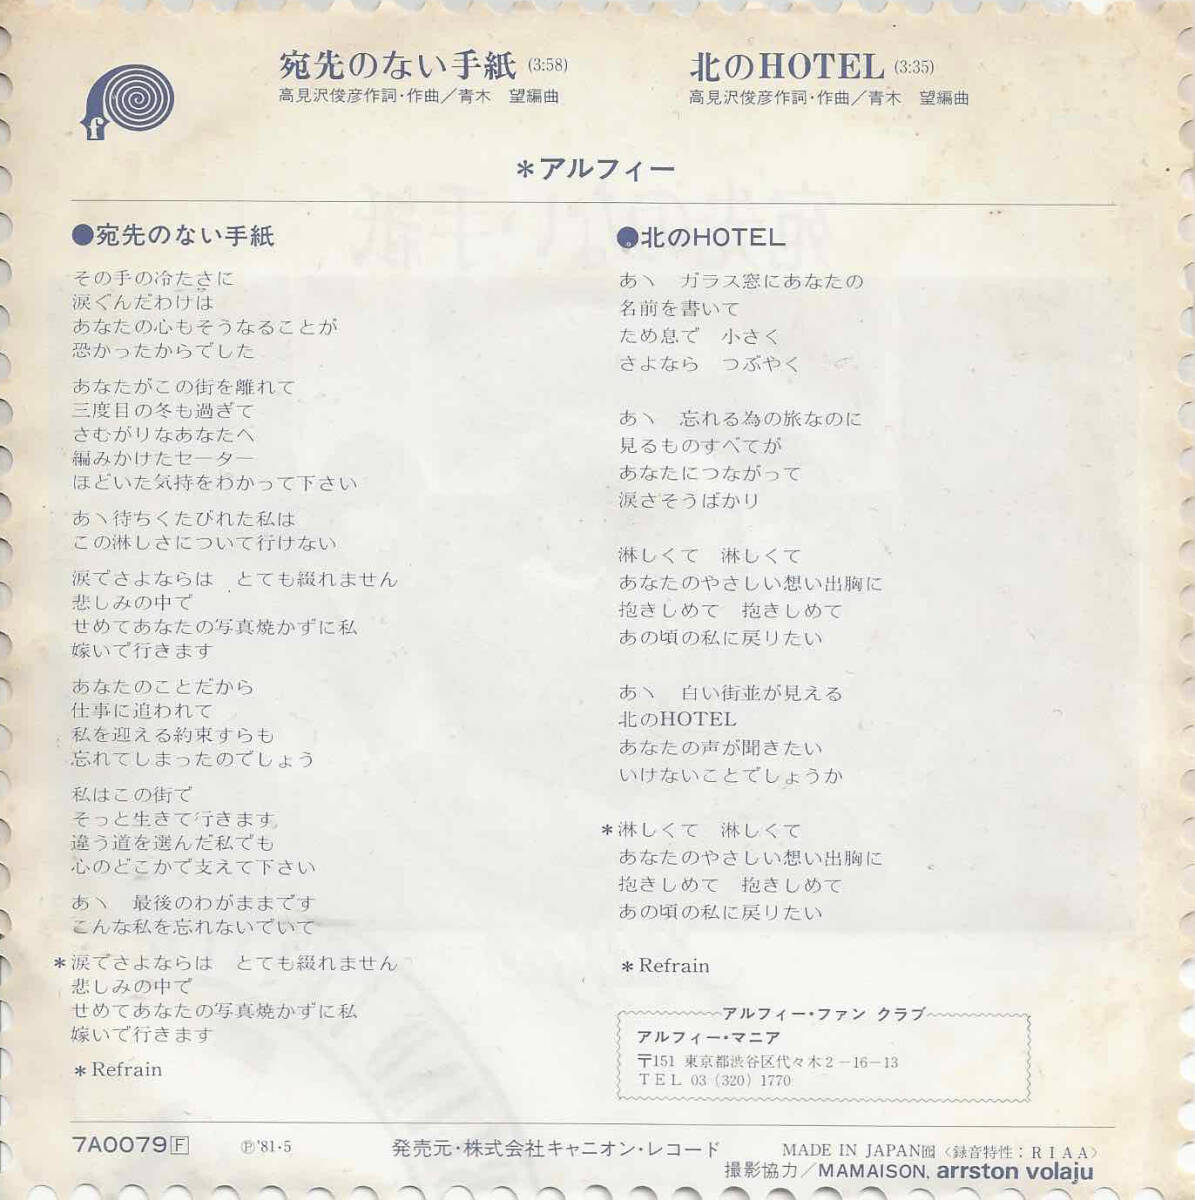 f
宛先のない手紙 (3:58)
高見沢俊彦作詞・作曲／青木　望編曲
北のHOTEL (3:35)
高見沢俊彦作詞・作曲／青木　望編曲
＊アルフィー
●宛先のない手紙
その手の冷たさに
涙ぐんだわけは
あなたの心もそうなることが
恐かったからでした
あなたがこの街を離れて
三度目の冬も過ぎて
さむがりなあなたへ
編みかけたセーター
ほどいた気持をわかって下さい
あヽ待ちくたびれた私は
この淋しさについて行けない
涙でさよならは　とても綴れません
悲しみの中で
せめてあなたの写真焼かずに私
嫁いで行きます
あなたのことだから
仕事に追われて
私を迎える約束すらも
忘れてしまったのでしょう
私はこの街で
そっと生きて行きます
違う道を選んだ私でも
心のどこかで支えて下さい
あヽ　最後のわがままです
こんな私を忘れないでいて
＊涙でさよならは　とても綴れません
悲しみの中で
せめてあなたの写真焼かずに私
嫁いで行きます
＊Refrain
●北のHOTEL
あヽ　ガラス窓にあなたの
名前を書いて
ため息で　小さく
さよなら　つぶやく
あヽ　忘れる為の旅なのに
見るものすべてが
あなたにつながって
涙さそうばかり
淋しくて　淋しくて
あなたのやさしい想い出胸に
抱きしめて　抱きしめて
あの頃の私に戻りたい
あヽ　白い街並が見える
北のHOTEL
あなたの声が聞きたい
いけないことでしょうか
＊淋しくて　淋しくて
あなたのやさしい想い出胸に
抱きしめて　抱きしめて
あの頃の私に戻りたい
＊Refrain
アルフィー・ファン クラブ
アルフィー・マニア
〒151 東京都渋谷区代々木2－16－13
TEL 03 (320) 1770
7A0079 F
Ⓟ'81・5
発売元・株式会社キャニオン・レコード
MADE IN JAPAN 〈録音特性：RIAA〉
撮影協力／MAMAISON, arrston volaju